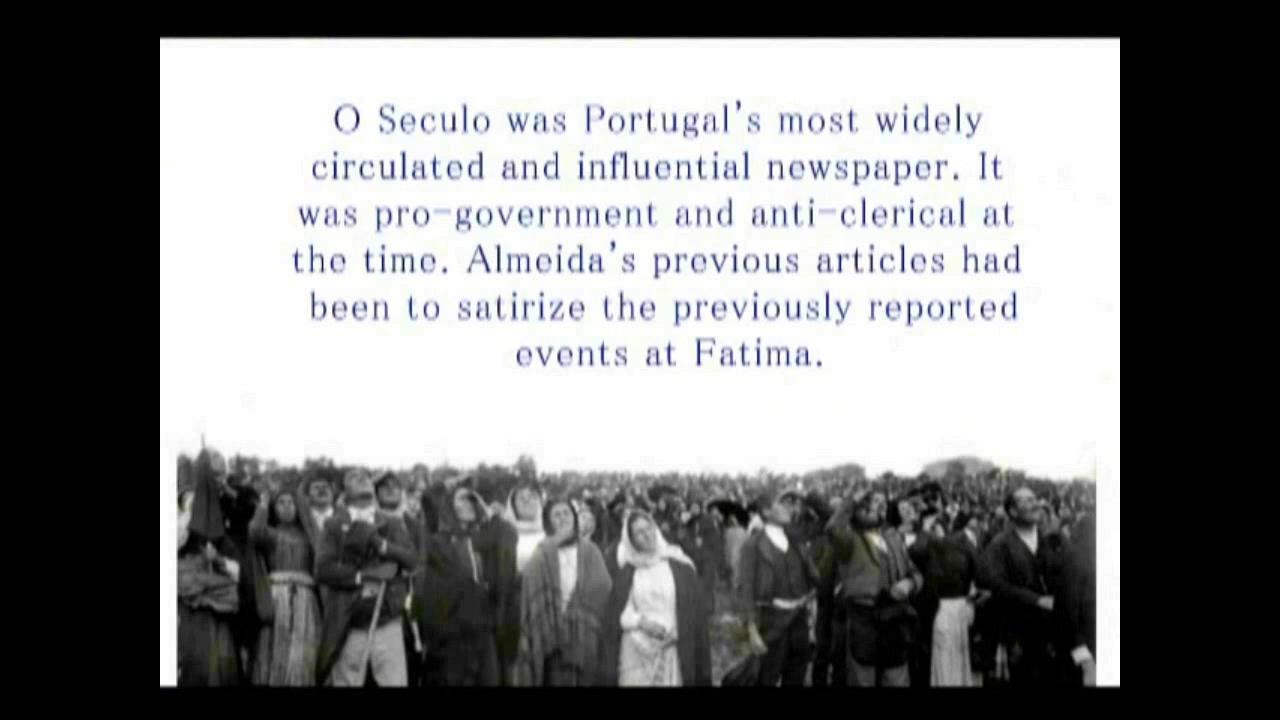 O Seculo was Portugal's most widely
circulated and influential newspaper. It
was pro-government and anti-clerical at
the time. Almeida's previous articles had
been to satirize the previously reported
events at Fatima.